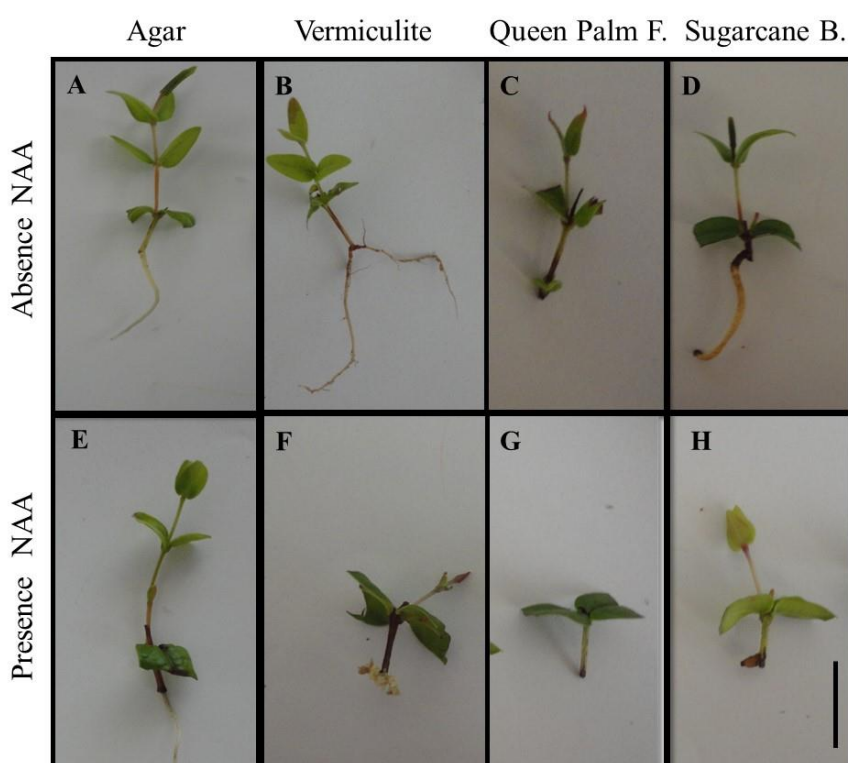 Agar Vermiculite Queen Palm F. Sugarcane B.
Absence NAA
A B C D
Presence NAA
E F G H